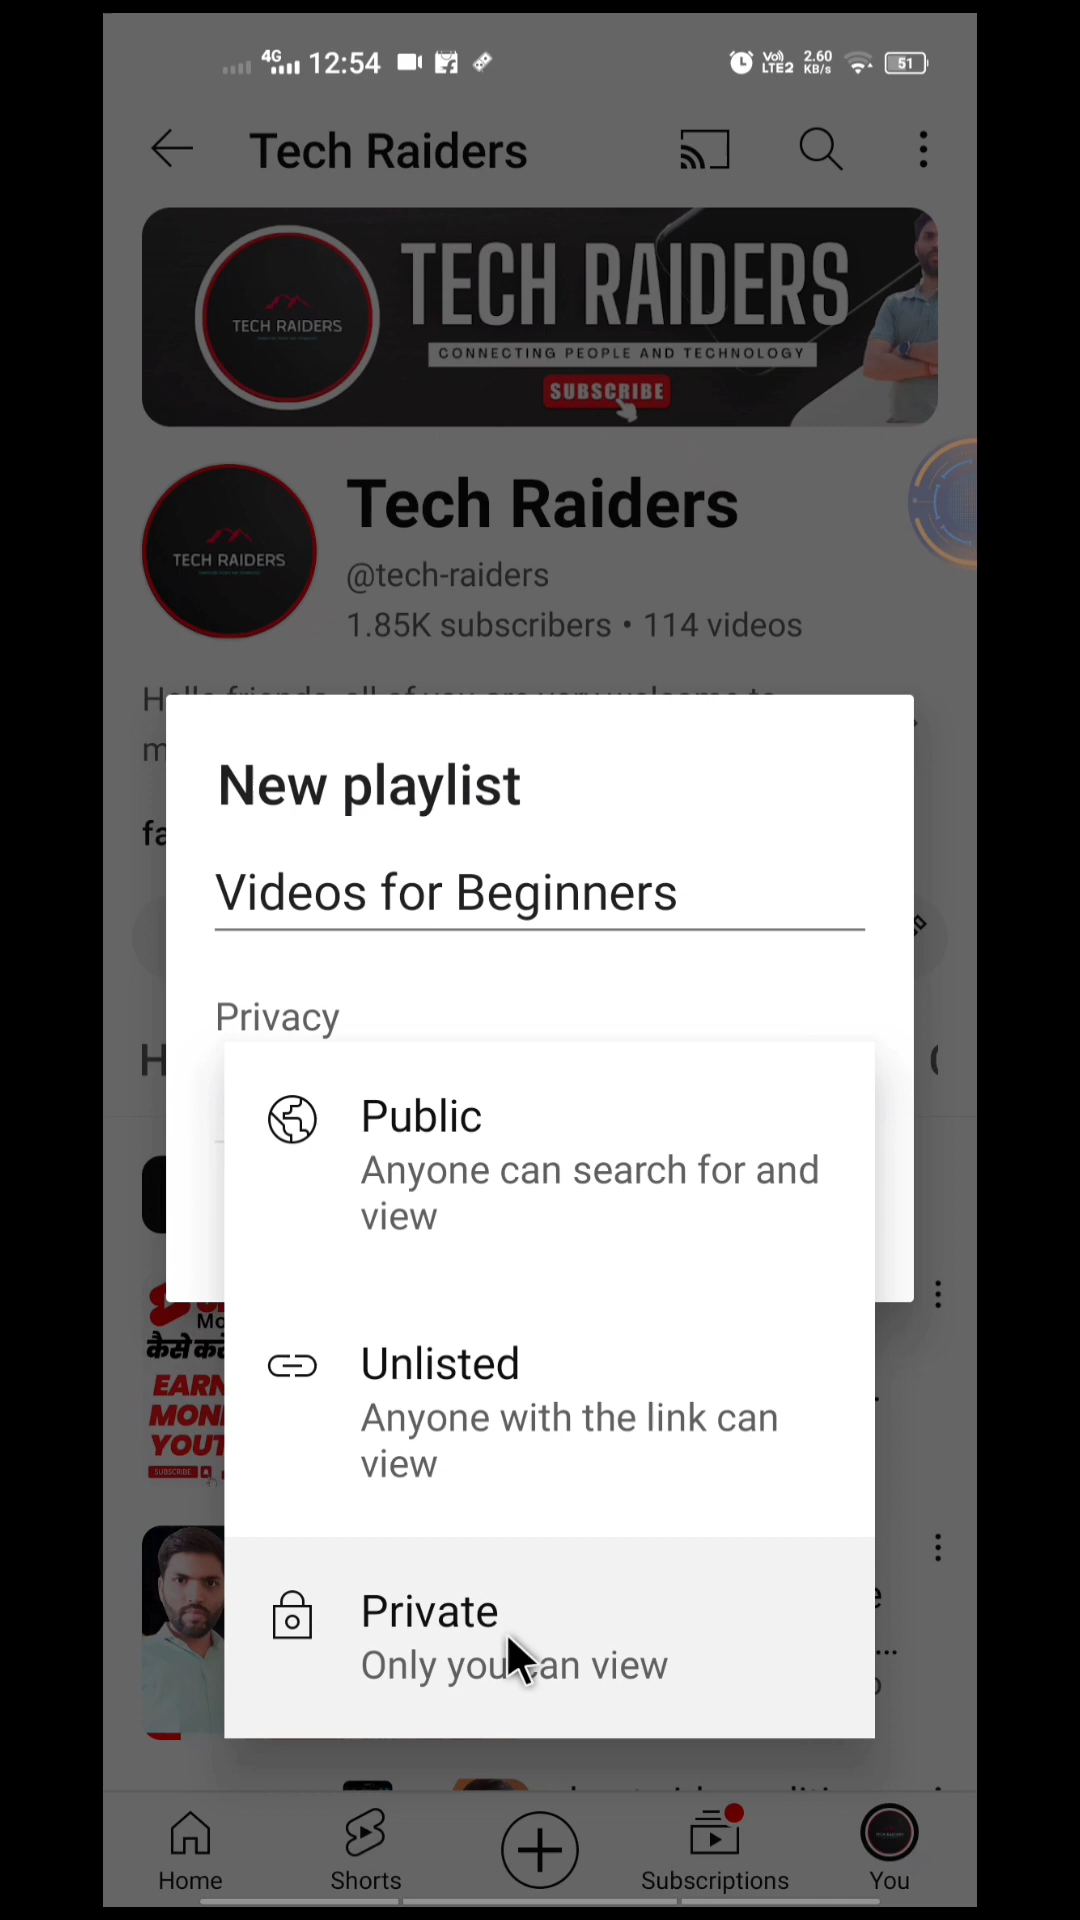 4G 12:54 Vo) LTE2 2.60 KB/s 51
Tech Raiders
TECH RAIDERS
TECH RAIDERS
CONNECTING PEOPLE AND TECHNOLOGY
SUBSCRIBE
Tech Raiders
TECH RAIDERS
@tech-raiders
1.85K subscribers • 114 videos
New playlist
Videos for Beginners
Privacy
Public
Anyone can search for and
view
Unlisted
Anyone with the link can
view
EARN
SUBSCRIBE
Private
Only you can view
Home
Shorts
Subscriptions
You